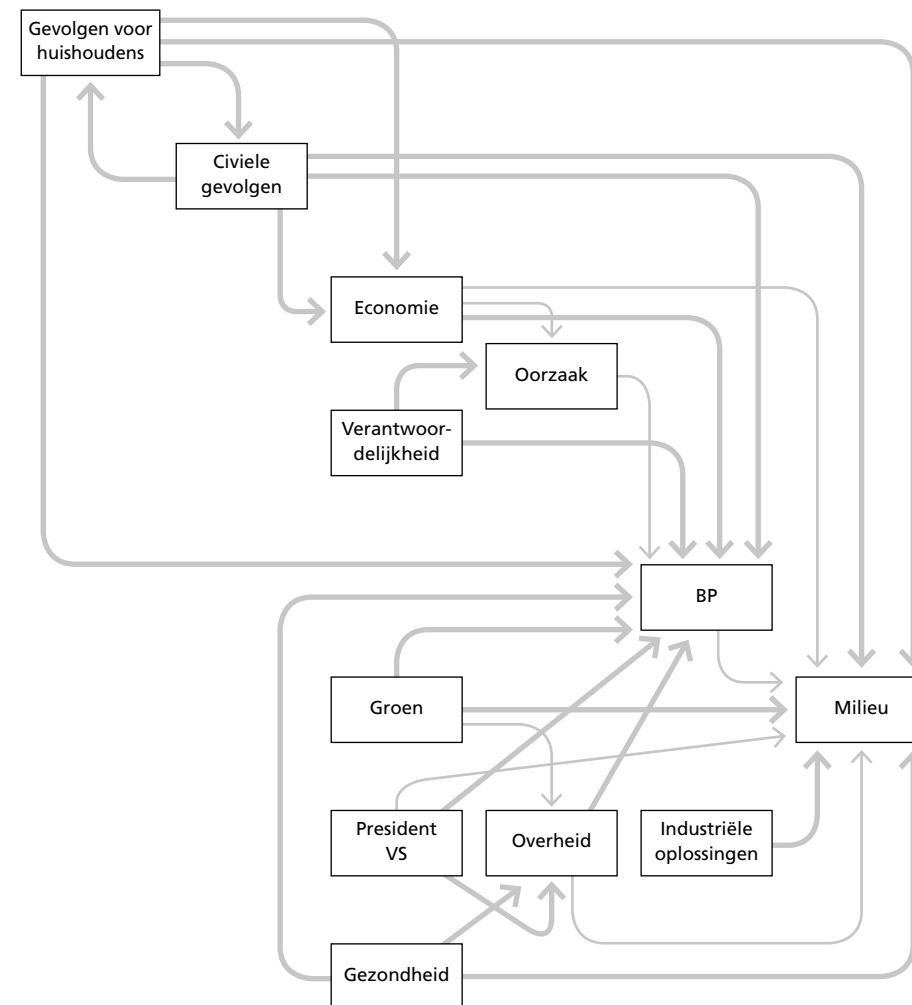 Gevolgen voor
huishoudens
Civiele
gevolgen
Economie
Oorzaak
Verantwoor-
delijkheid
BP
Groen
Milieu
President
VS
Overheid
Industriële
oplossingen
Gezondheid